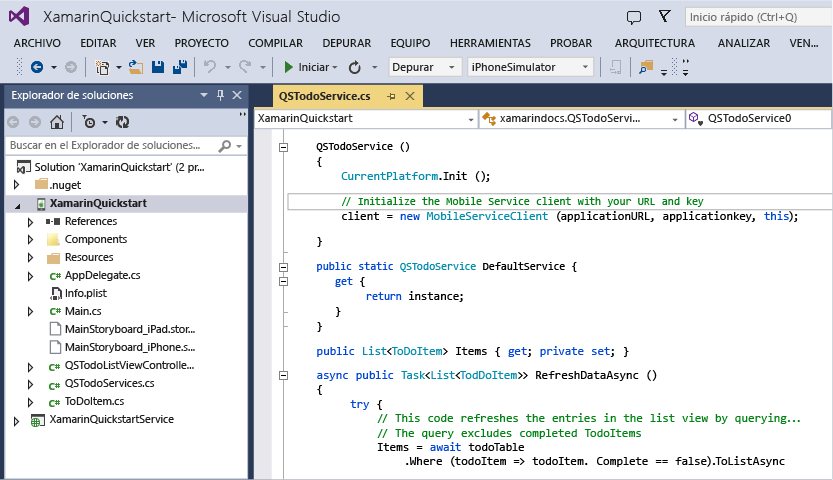 XamarinQuickstart- Microsoft Visual Studio
Inicio rápido (Ctrl+Q)
ARCHIVO EDITAR VER PROYECTO COMPILAR DEPURAR EQUIPO HERRAMIENTAS PROBAR ARQUITECTURA ANALIZAR VEN...
Iniciar Depurar iPhoneSimulator
Explorador de soluciones
Buscar en el Explorador de soluciones...
Solution 'XamarinQuickstart' (2 pr...
.nuget
XamarinQuickstart
References
Components
Resources
C# AppDelegate.cs
Info.plist
C# Main.cs
MainStoryboard_iPad.stor...
MainStoryboard_iPhone.s...
C# QSTodoListViewControlle...
C# QSTodoServices.cs
C# ToDoItem.cs
XamarinQuickstartService
QSTodoService.cs
XamarinQuickstart xamarindocs.QSTodoServi... QSTodoService0
QSTodoService ()
{
CurrentPlatform.Init ();
// Initialize the Mobile Service client with your URL and key
client = new MobileServiceClient (applicationURL, applicationkey, this);
}
public static QSTodoService DefaultService {
get {
return instance;
}
}
public List<ToDoItem> Items { get; private set; }
async public Task<List<TodDoItem>> RefreshDataAsync ()
{
try {
// This code refreshes the entries in the list view by querying...
// The query excludes completed TodoItems
Items = await todoTable
.Where (todoItem => todoItem. Complete == false).ToListAsync